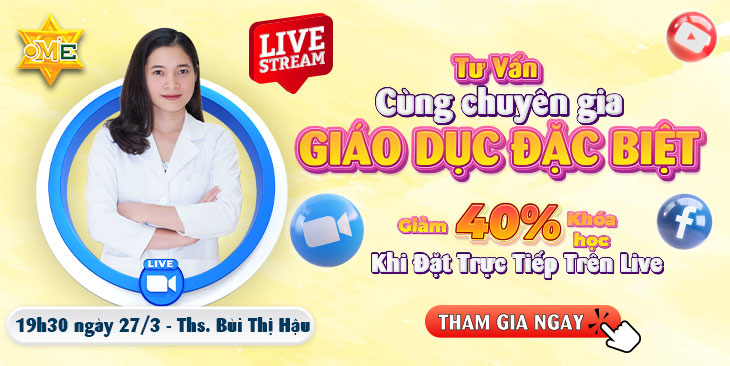 OME
LIVE
STREAM
Tư Vấn
Cùng chuyên gia
GIÁO DỤC ĐẶC BIỆT
Giảm 40% Khóa học
Khi Đặt Trực Tiếp Trên Live
LIVE
19h30 ngày 27/3 - Ths. Bùi Thị Hậu
THAM GIA NGAY